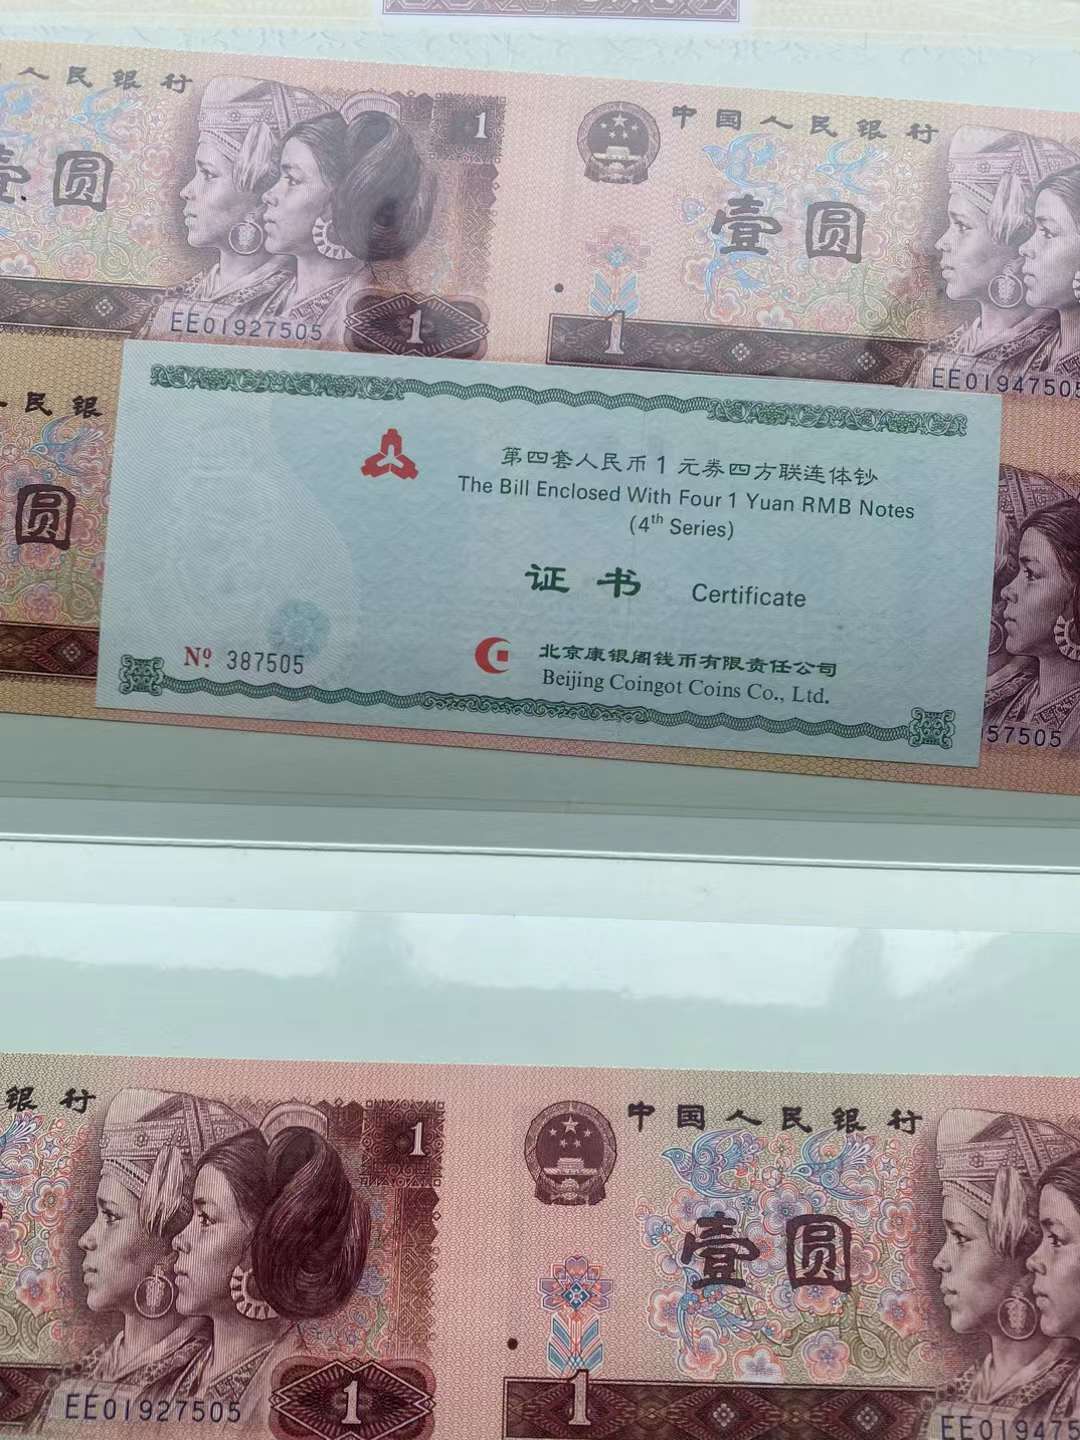 人民银行
1
中国人民银行
壹圆
壹圆
EE01927505
1
1
EE01947505
民银
圆
第四套人民币1元券四方联连体钞
The Bill Enclosed With Four 1 Yuan RMB Notes
(4th Series)
证书 Certificate
Nº 387505
北京康银阁钱币有限责任公司
Beijing Coingot Coins Co., Ltd.
57505
银行
1
中国人民银行
壹圆
EE01927505
1
1
EE019475